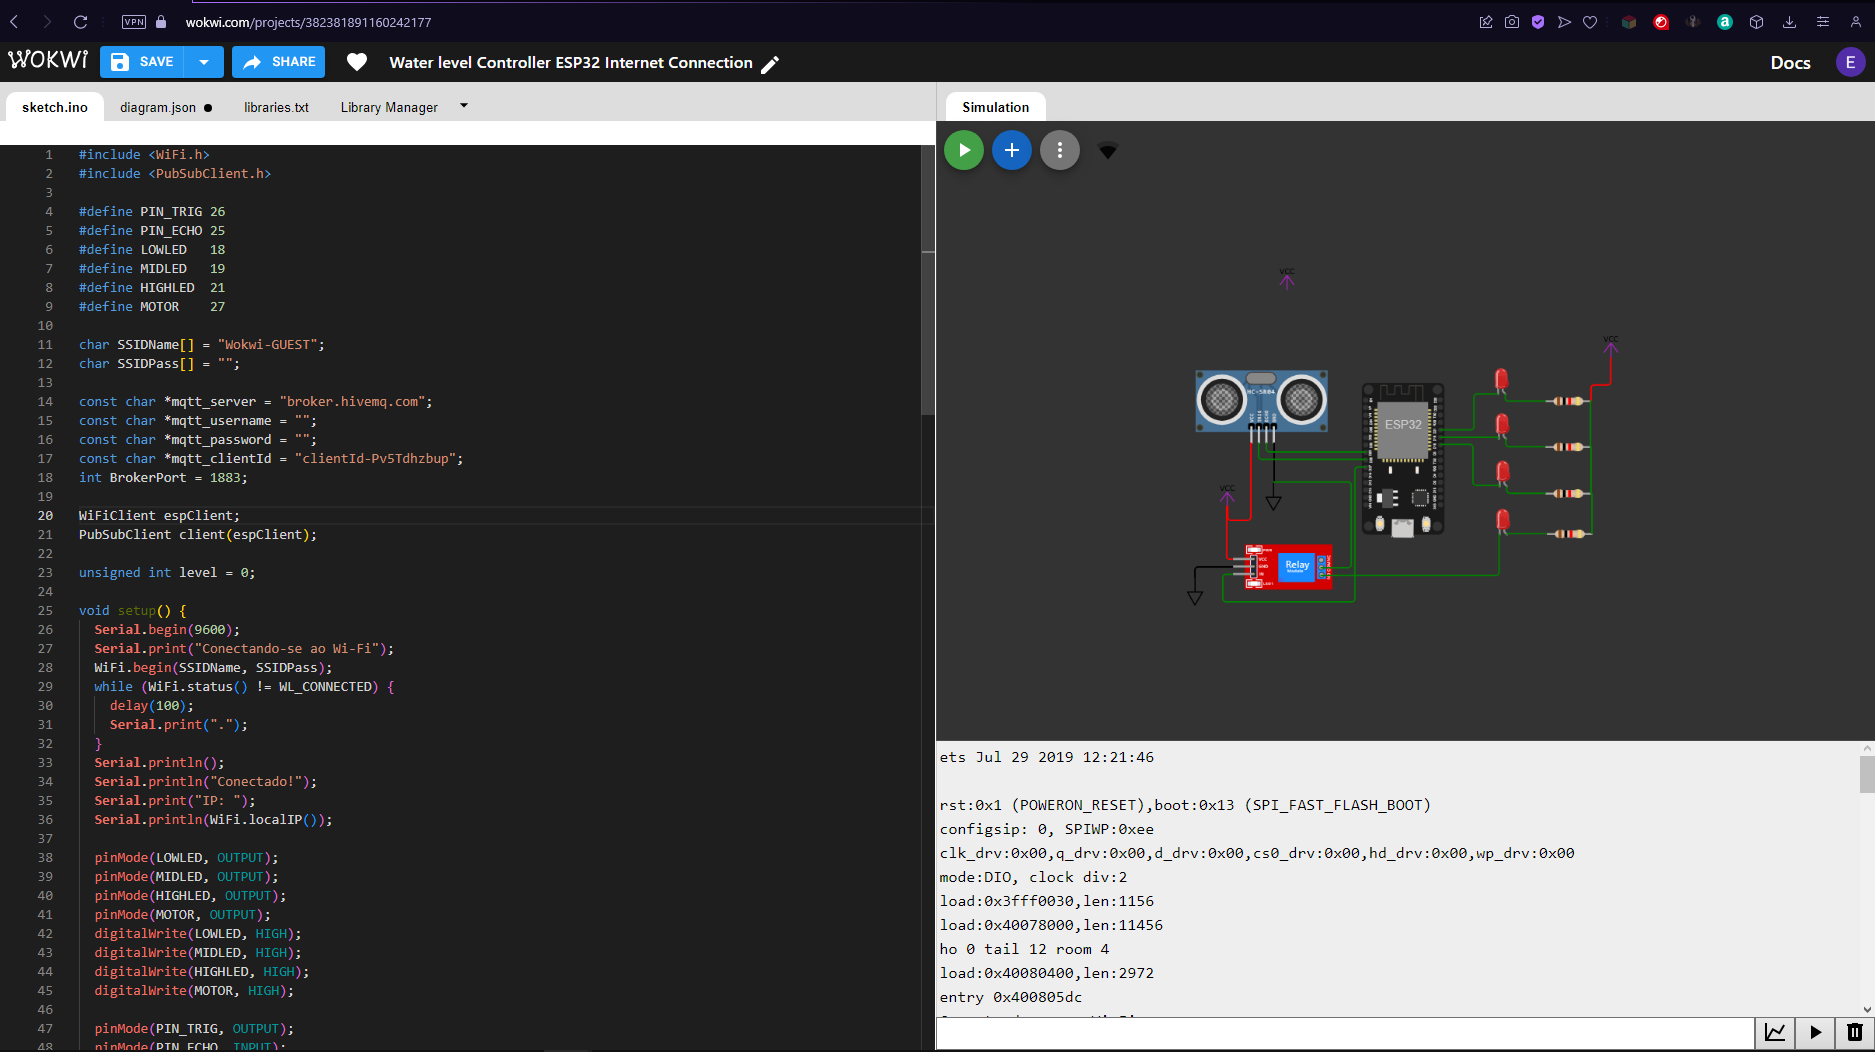 VPN wokwi.com/projects/382381891160242177
WOKWI SAVE SHARE Water level Controller ESP32 Internet Connection Docs E
sketch.ino diagram.json libraries.txt Library Manager
1 #include <WiFi.h>
2 #include <PubSubClient.h>
3
4 #define PIN_TRIG 26
5 #define PIN_ECHO 25
6 #define LOWLED 18
7 #define MIDLED 19
8 #define HIGHLED 21
9 #define MOTOR 27
10
11 char SSIDName[] = "Wokwi-GUEST";
12 char SSIDPass[] = "";
13
14 const char *mqtt_server = "broker.hivemq.com";
15 const char *mqtt_username = "";
16 const char *mqtt_password = "";
17 const char *mqtt_clientId = "clientId-Pv5Tdhzbup";
18 int BrokerPort = 1883;
19
20 WiFiClient espClient;
21 PubSubClient client(espClient);
22
23 unsigned int level = 0;
24
25 void setup() {
26 Serial.begin(9600);
27 Serial.print("Conectando-se ao Wi-Fi");
28 WiFi.begin(SSIDName, SSIDPass);
29 while (WiFi.status() != WL_CONNECTED) {
30 delay(100);
31 Serial.print(".");
32 }
33 Serial.println();
34 Serial.println("Conectado!");
35 Serial.print("IP: ");
36 Serial.println(WiFi.localIP());
37
38 pinMode(LOWLED, OUTPUT);
39 pinMode(MIDLED, OUTPUT);
40 pinMode(HIGHLED, OUTPUT);
41 pinMode(MOTOR, OUTPUT);
42 digitalWrite(LOWLED, HIGH);
43 digitalWrite(MIDLED, HIGH);
44 digitalWrite(HIGHLED, HIGH);
45 digitalWrite(MOTOR, HIGH);
46
47 pinMode(PIN_TRIG, OUTPUT);
48 pinMode(PIN_ECHO, INPUT);
Simulation
VCC
VCC
HC-SR04
ESP32
VCC
Relay
VCC
GND
IN
ets Jul 29 2019 12:21:46
rst:0x1 (POWERON_RESET),boot:0x13 (SPI_FAST_FLASH_BOOT)
configsip: 0, SPIWP:0xee
clk_drv:0x00,q_drv:0x00,d_drv:0x00,cs0_drv:0x00,hd_drv:0x00,wp_drv:0x00
mode:DIO, clock div:2
load:0x3fff0030,len:1156
load:0x40078000,len:11456
ho 0 tail 12 room 4
load:0x40080400,len:2972
entry 0x400805dc